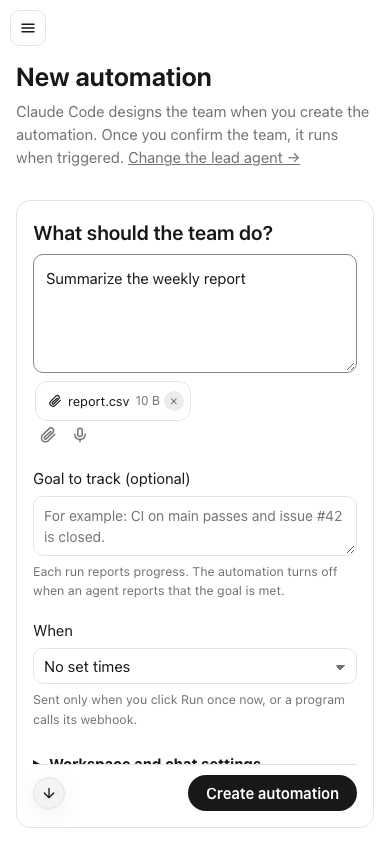 New automation
Claude Code designs the team when you create the
automation. Once you confirm the team, it runs
when triggered. Change the lead agent →
What should the team do?
Summarize the weekly report
report.csv 10 B ×
Goal to track (optional)
For example: CI on main passes and issue #42
is closed.
Each run reports progress. The automation turns off
when an agent reports that the goal is met.
When
No set times
Sent only when you click Run once now, or a program
calls its webhook.
Workspace and chat settings
Create automation